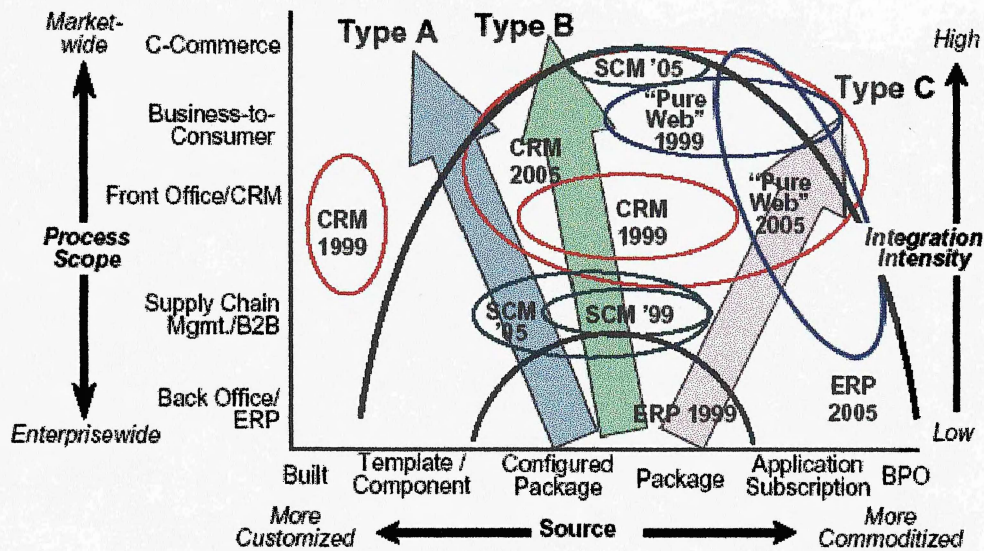 Market-
wide
C-Commerce
Type A
Type B
High
SCM '05
Type C
Business-to-
Consumer
"Pure
Web"
1999
CRM
2005
Front Office/CRM
"Pure
Web"
2005
CRM
1999
CRM
1999
Process
Scope
Integration
Intensity
Supply Chain
Mgmt./B2B
SCM
'05
SCM '99
Back Office/
ERP
ERP 1999
ERP
2005
Enterprisewide
Low
Built
Template /
Component
Configured
Package
Package
Application
Subscription
BPO
More
Customized
Source
More
Commoditized